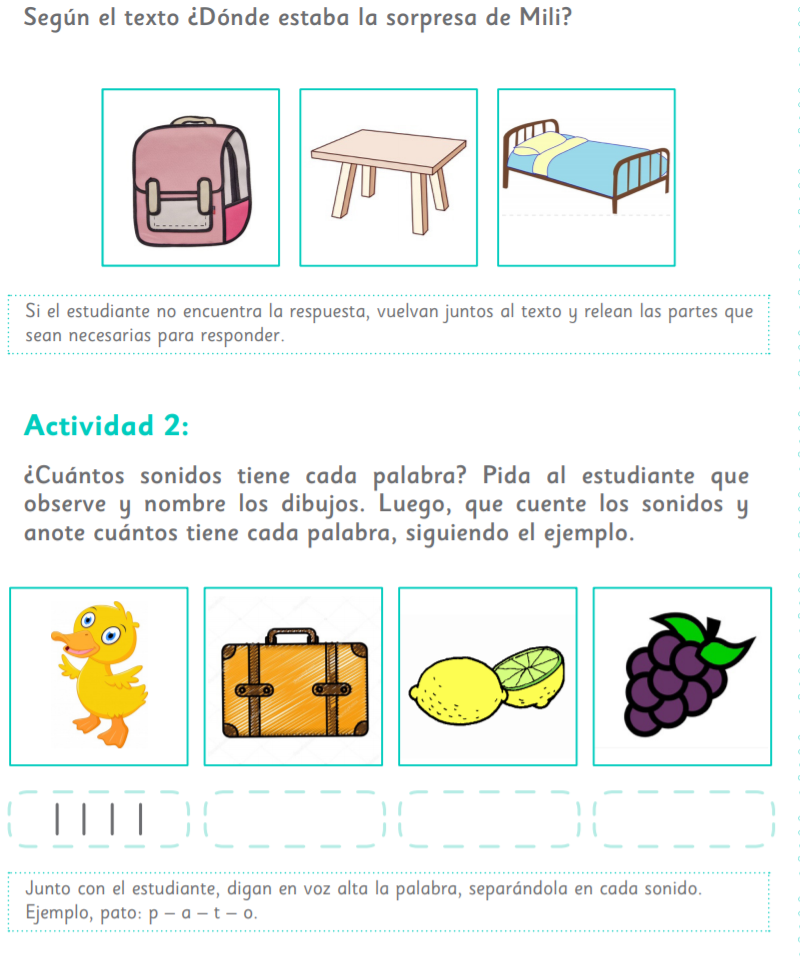 Según el texto ¿Dónde estaba la sorpresa de Mili?
Si el estudiante no encuentra la respuesta, vuelvan juntos al texto y relean las partes que
sean necesarias para responder.
Actividad 2:
¿Cuántos sonidos tiene cada palabra? Pida al estudiante que
observe y nombre los dibujos. Luego, que cuente los sonidos y
anote cuántos tiene cada palabra, siguiendo el ejemplo.
Junto con el estudiante, digan en voz alta la palabra, separándola en cada sonido.
Ejemplo, pato: p – a – t – o.